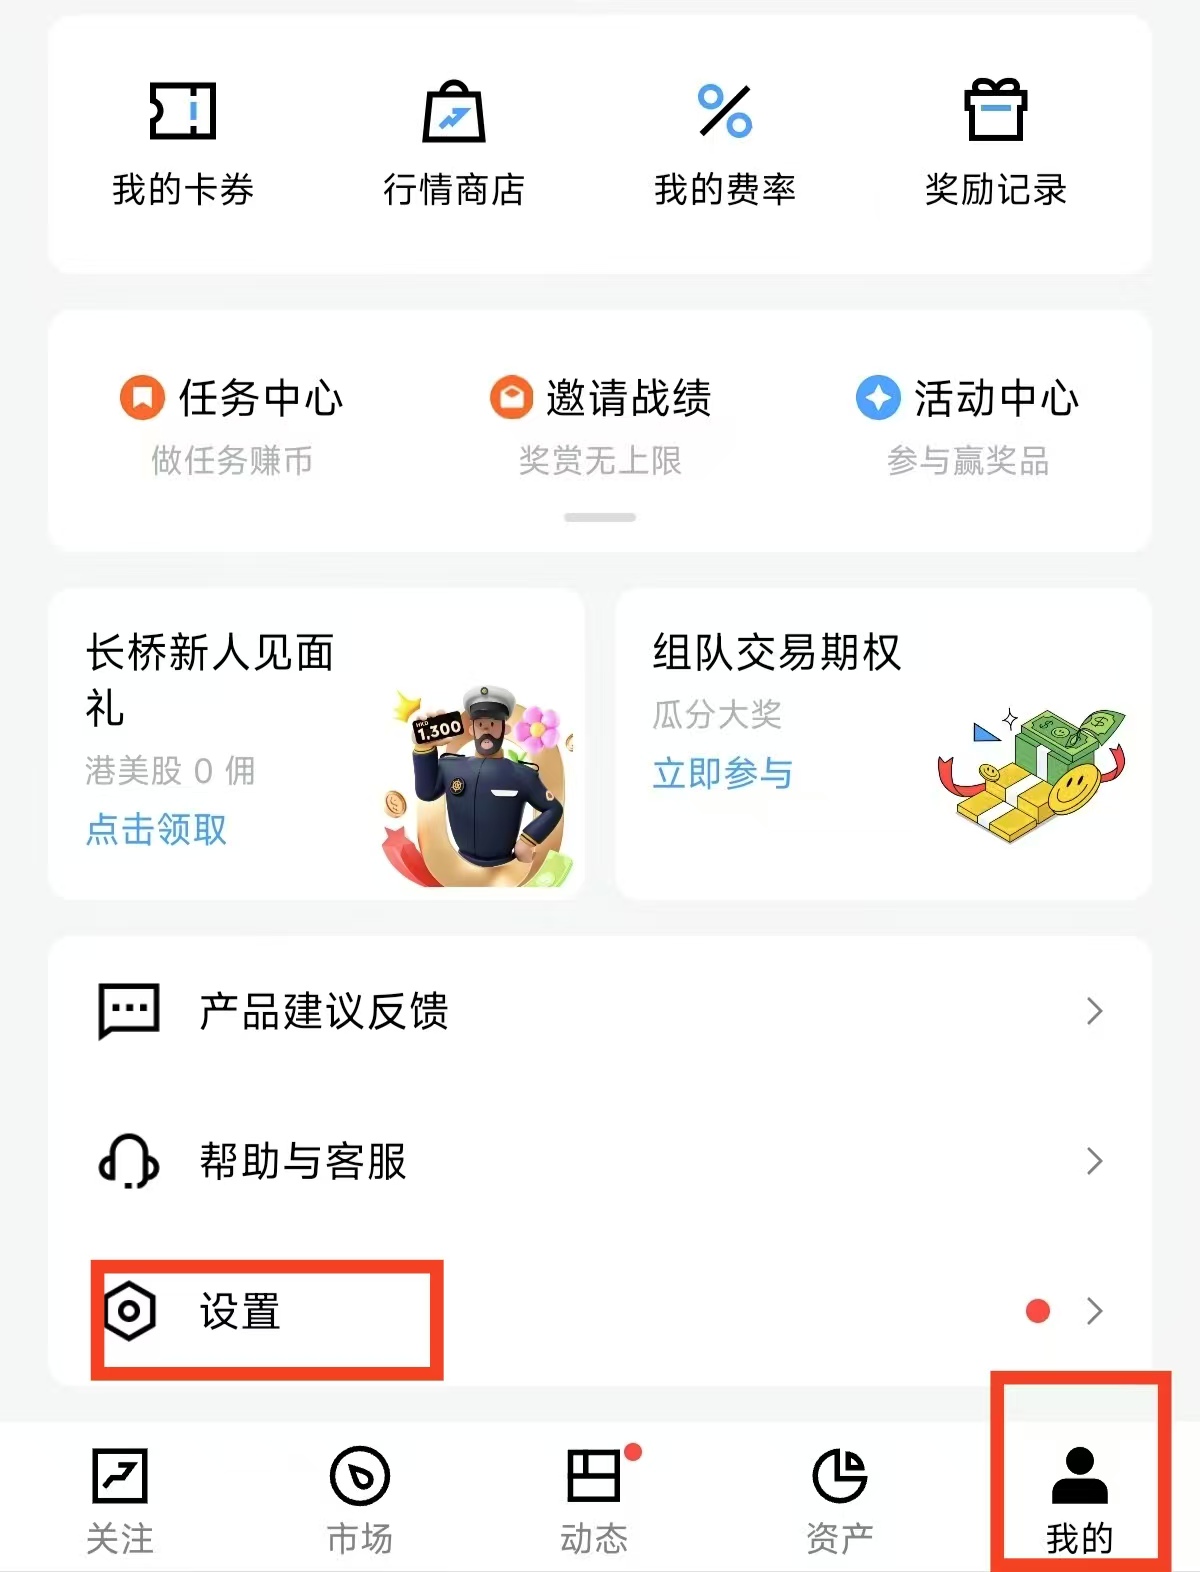 我的卡券
行情商店
我的费率
奖励记录
任务中心
邀请战绩
活动中心
做任务赚币
奖赏无上限
参与赢奖品
长桥新人见面
礼
港美股 0 佣
点击领取
HKD
1,300
组队交易期权
瓜分大奖
立即参与
产品建议反馈
帮助与客服
设置
关注
市场
动态
资产
我的